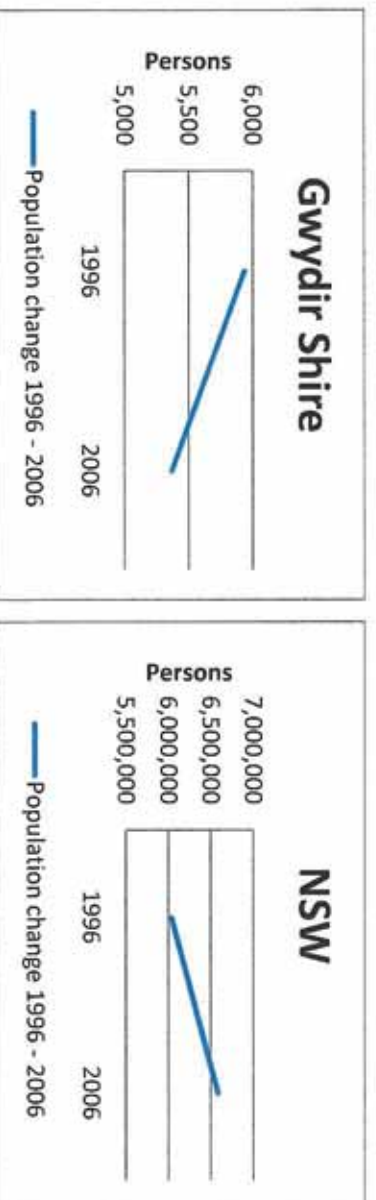 Gwydir Shire
Persons
6,000
5,500
5,000
1996
2006
Population change 1996 - 2006
NSW
Persons
7,000,000
6,500,000
6,000,000
5,500,000
1996
2006
Population change 1996 - 2006